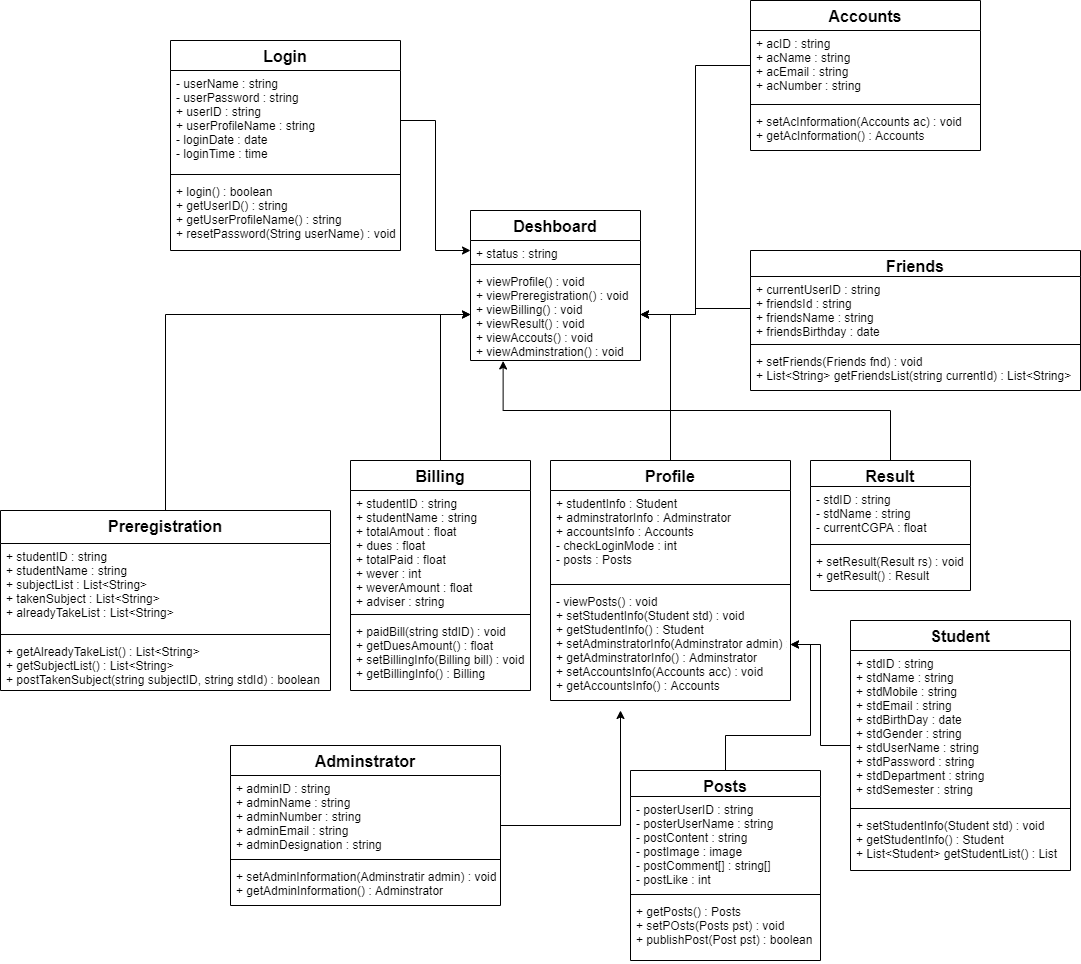 Accounts
+ acID : string
+ acName : string
+ acEmail : string
+ acNumber : string
+ setAcInformation(Accounts ac) : void
+ getAcInformation() : Accounts
Login
- userName : string
- userPassword : string
+ userID : string
+ userProfileName : string
- loginDate : date
- loginTime : time
+ login() : boolean
+ getUserID() : string
+ getUserProfileName() : string
+ resetPassword(String userName) : void
Deshboard
+ status : string
+ viewProfile() : void
+ viewPreregistration() : void
+ viewBilling() : void
+ viewResult() : void
+ viewAccouts() : void
+ viewAdminstration() : void
Friends
+ currentUserID : string
+ friendsId : string
+ friendsName : string
+ friendsBirthday : date
+ setFriends(Friends fnd) : void
+ List<String> getFriendsList(string currentId) : List<String>
Preregistration
+ studentID : string
+ studentName : string
+ subjectList : List<String>
+ takenSubject : List<String>
+ alreadyTakeList : List<String>
+ getAlreadyTakeList() : List<String>
+ getSubjectList() : List<String>
+ postTakenSubject(string subjectID, string stdId) : boolean
Billing
+ studentID : string
+ studentName : string
+ totalAmout : float
+ dues : float
+ totalPaid : float
+ wever : int
+ weverAmount : float
+ adviser : string
+ paidBill(string stdID) : void
+ getDuesAmount() : float
+ setBillingInfo(Billing bill) : void
+ getBillingInfo() : Billing
Profile
+ studentInfo : Student
+ adminstratorInfo : Adminstrator
+ accountsInfo : Accounts
- checkLoginMode : int
- posts : Posts
- viewPosts() : void
+ setStudentInfo(Student std) : void
+ getStudentInfo() : Student
+ setAdminstratorInfo(Adminstrator admin)
+ getAdminstratorInfo() : Adminstrator
+ setAccountsInfo(Accounts acc) : void
+ getAccountsInfo() : Accounts
Result
- stdID : string
- stdName : string
- currentCGPA : float
+ setResult(Result rs) : void
+ getResult() : Result
Student
+ stdID : string
+ stdName : string
+ stdMobile : string
+ stdEmail : string
+ stdBirthDay : date
+ stdGender : string
+ stdUserName : string
+ stdPassword : string
+ stdDepartment : string
+ stdSemester : string
+ setStudentInfo(Student std) : void
+ getStudentInfo() : Student
+ List<Student> getStudentList() : List
Adminstrator
+ adminID : string
+ adminName : string
+ adminNumber : string
+ adminEmail : string
+ adminDesignation : string
+ setAdminInformation(Adminstratir admin) : void
+ getAdminInformation() : Adminstrator
Posts
- posterUserID : string
- posterUserName : string
- postContent : string
- postImage : image
- postComment[] : string[]
- postLike : int
+ getPosts() : Posts
+ setPOsts(Posts pst) : void
+ publishPost(Post pst) : boolean